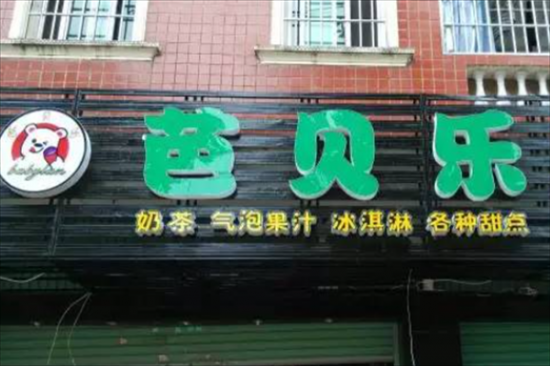 芭贝乐
奶茶 气泡果汁 冰淇淋 各种甜点